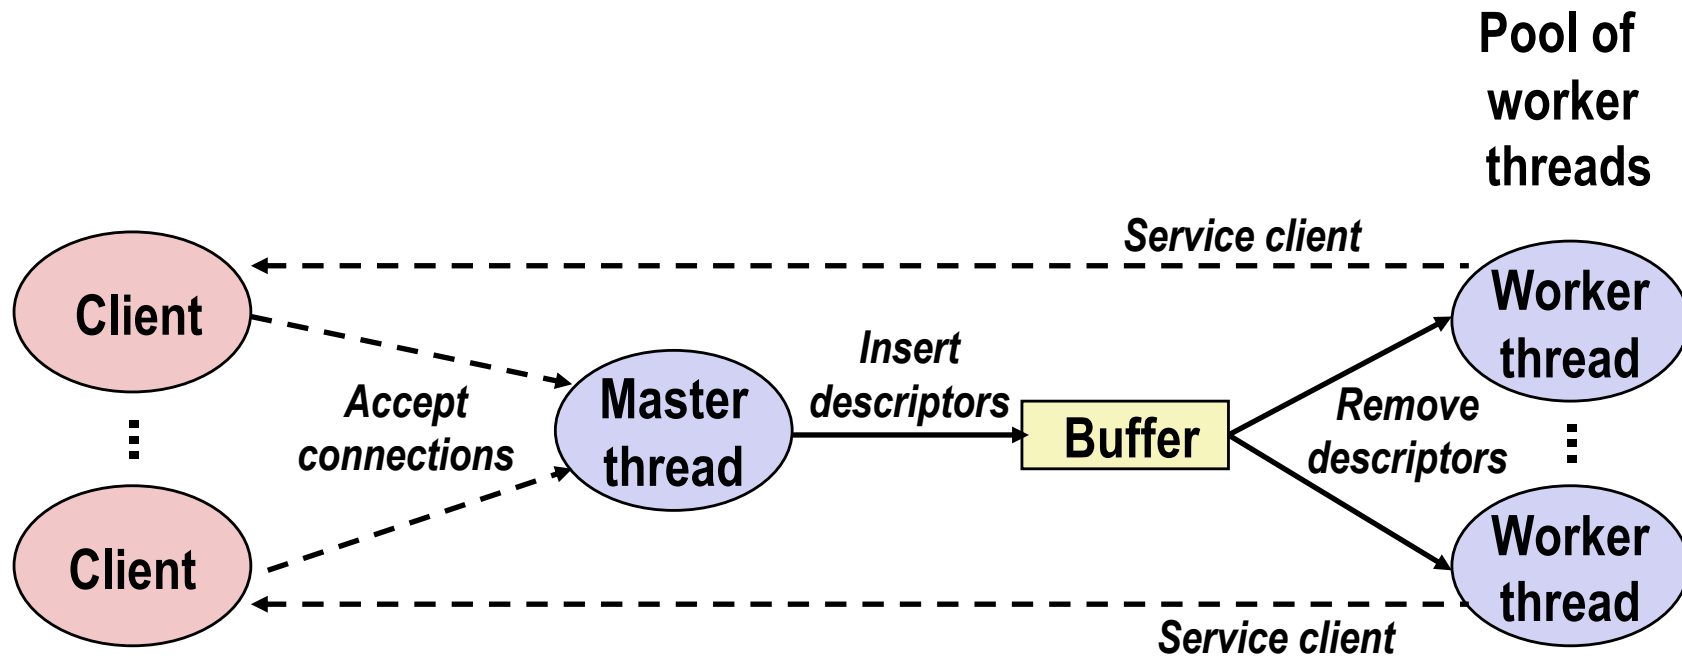 Pool of
worker
threads
Service client
Client
Worker
thread
Insert
descriptors
Accept
connections
Master
thread
Buffer
Remove
descriptors
Client
Worker
thread
Service client